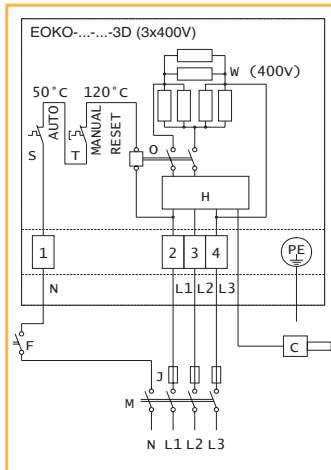 EOKO-...-...-3D (3x400V)
W (400v)
50°c 120°c
AUTO
MANUAL
RESET
S T O
H
1 2 3 4 PE
N L1 L2 L3
F J C
M
N L1 L2 L3